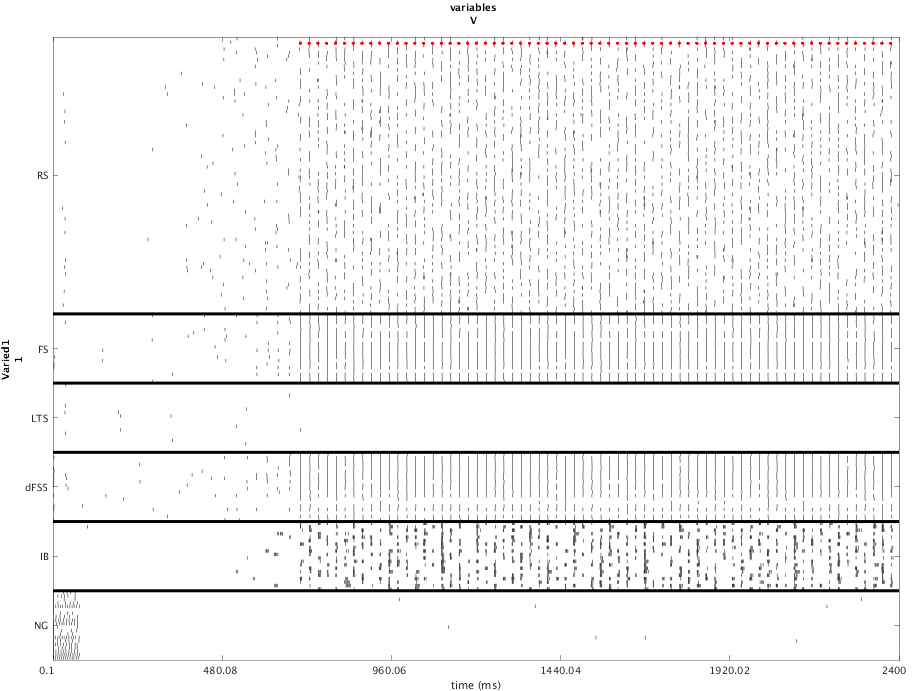 variables
V
RS
FS
LTS
dFS5
IB
NG
Varied1
1
0.1
480.08
960.06
1440.04
1920.02
2400
time (ms)